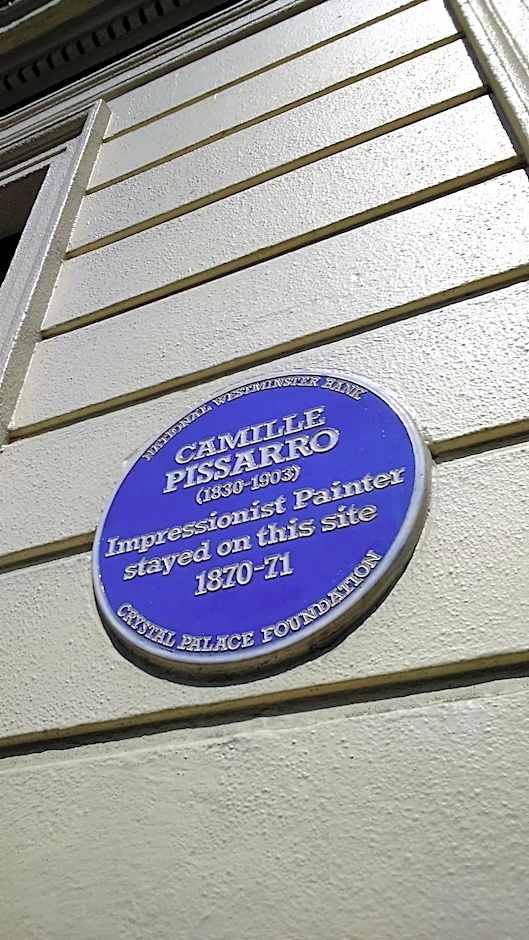 NATIONAL WESTMINSTER BANK
CAMILLE
PISSARRO
(1830-1903)
Impressionist Painter
stayed on this site
1870-71
CRYSTAL PALACE FOUNDATION